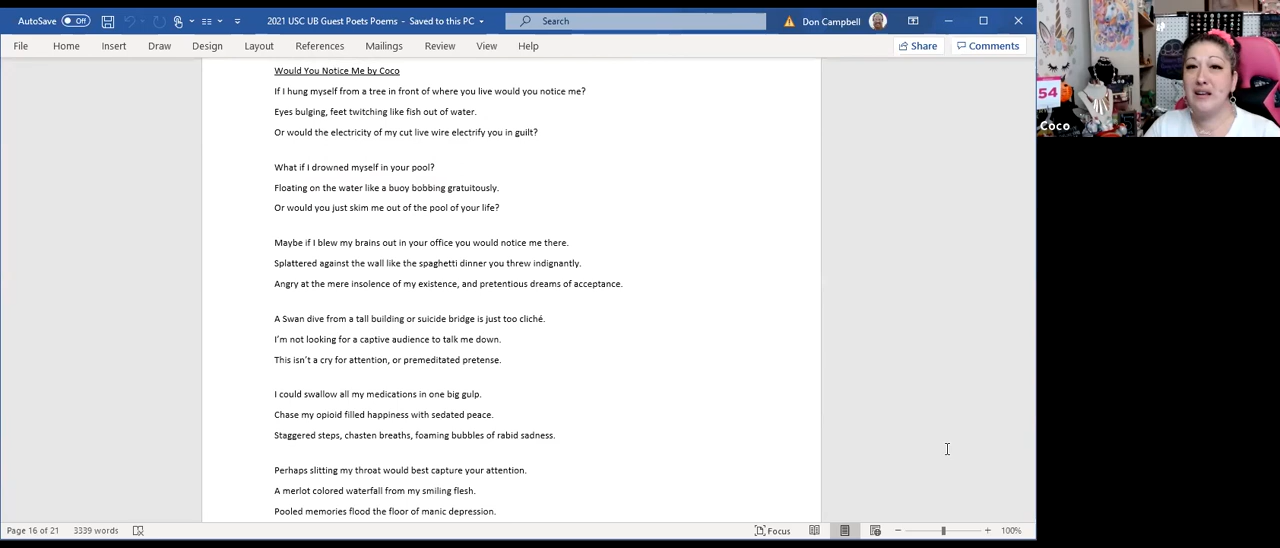 AutoSave Off 2021 USC UB Guest Poets Poems - Saved to this PC Search Don Campbell
File Home Insert Draw Design Layout References Mailings Review View Help Share Comments
Would You Notice Me by Coco
If I hung myself from a tree in front of where you live would you notice me?
Eyes bulging, feet twitching like fish out of water.
Or would the electricity of my cut live wire electrify you in guilt?
What if I drowned myself in your pool?
Floating on the water like a buoy bobbing gratuitously.
Or would you just skim me out of the pool of your life?
Maybe if I blew my brains out in your office you would notice me there.
Splattered against the wall like the spaghetti dinner you threw indignantly.
Angry at the mere insolence of my existence, and pretentious dreams of acceptance.
A Swan dive from a tall building or suicide bridge is just too cliché.
I'm not looking for a captive audience to talk me down.
This isn't a cry for attention, or premeditated pretense.
I could swallow all my medications in one big gulp.
Chase my opioid filled happiness with sedated peace.
Staggered steps, chasten breaths, foaming bubbles of rabid sadness.
Perhaps slitting my throat would best capture your attention.
A merlot colored waterfall from my smiling flesh.
Pooled memories flood the floor of manic depression.
Page 16 of 21 3339 words Focus 100%
54
Coco